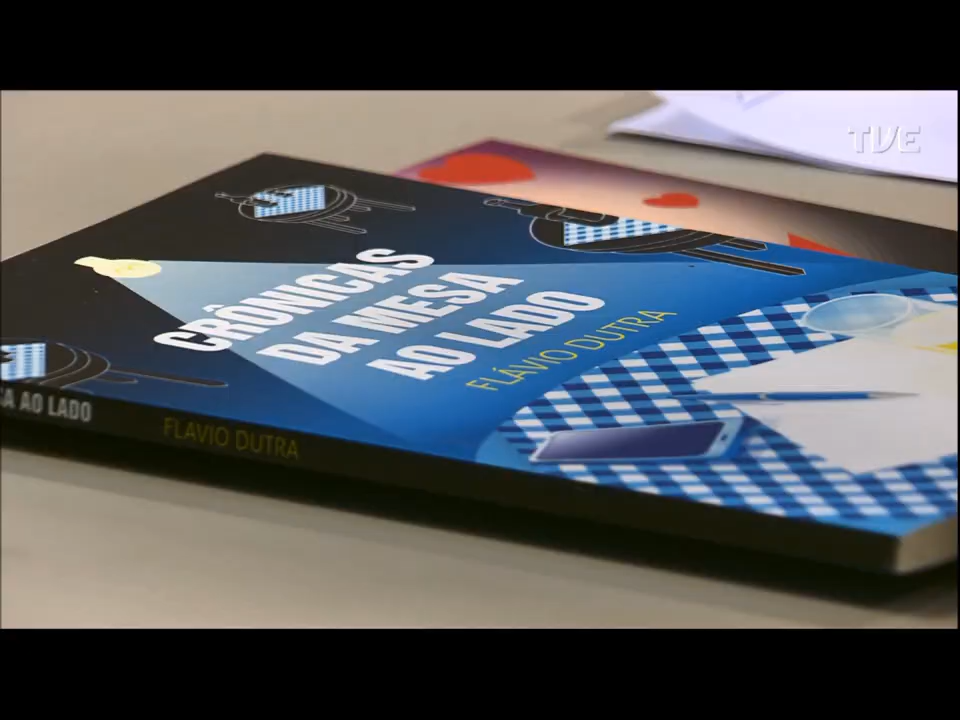 TVE
CRÔNICAS
DA MESA
AO LADO
FLÁVIO DUTRA
A AO LADO
FLAVIO DUTRA